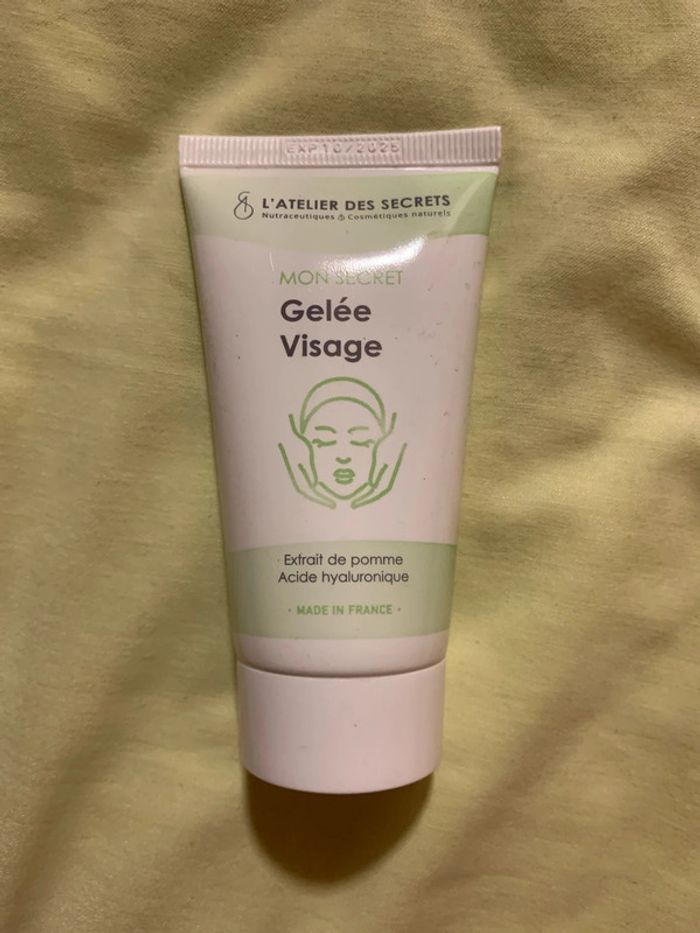 EXP 10/2025
L'ATELIER DES SECRETS
Nutraceutiques & Cosmétiques naturels
MON SECRET
Gelée
Visage
Extrait de pomme
Acide hyaluronique
• MADE IN FRANCE •